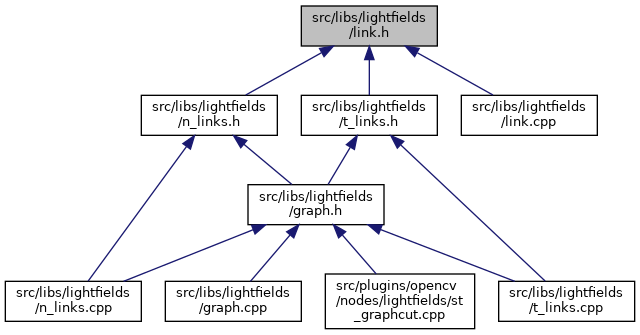 src/libs/lightfields
/link.h
src/libs/lightfields
/n_links.h
src/libs/lightfields
/t_links.h
src/libs/lightfields
/link.cpp
src/libs/lightfields
/graph.h
src/libs/lightfields
/n_links.cpp
src/libs/lightfields
/graph.cpp
src/plugins/opencv
/nodes/lightfields/st
_graphcut.cpp
src/libs/lightfields
/t_links.cpp